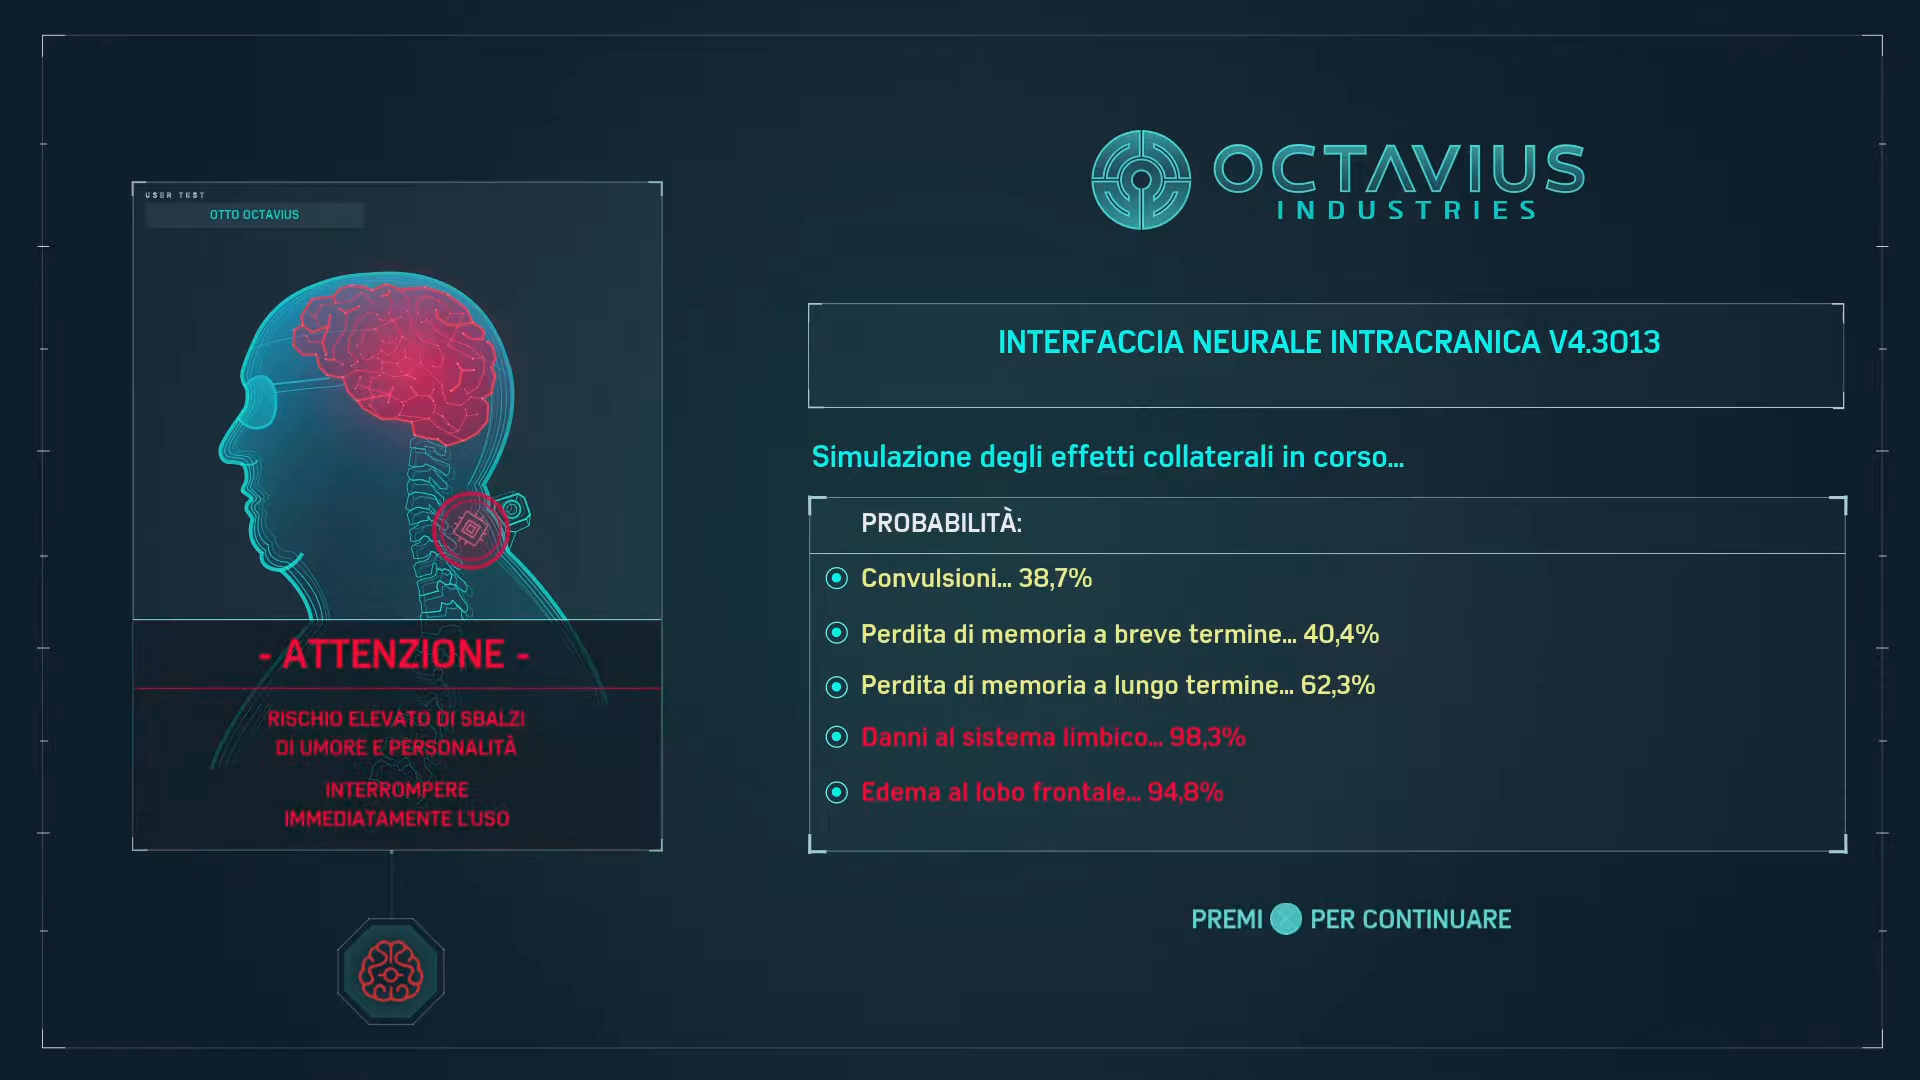 USER TEST
OTTO OCTAVIUS
- ATTENZIONE -
RISCHIO ELEVATO DI SBALZI
DI UMORE E PERSONALITÀ
INTERROMPERE
IMMEDIATAMENTE L'USO
OCTAVIUS
INDUSTRIES
INTERFACCIA NEURALE INTRACRANICA V4.3013
Simulazione degli effetti collaterali in corso...
PROBABILITÀ:
Convulsioni... 38,7%
Perdita di memoria a breve termine... 40,4%
Perdita di memoria a lungo termine... 62,3%
Danni al sistema limbico... 98,3%
Edema al lobo frontale... 94,8%
PREMI PER CONTINUARE